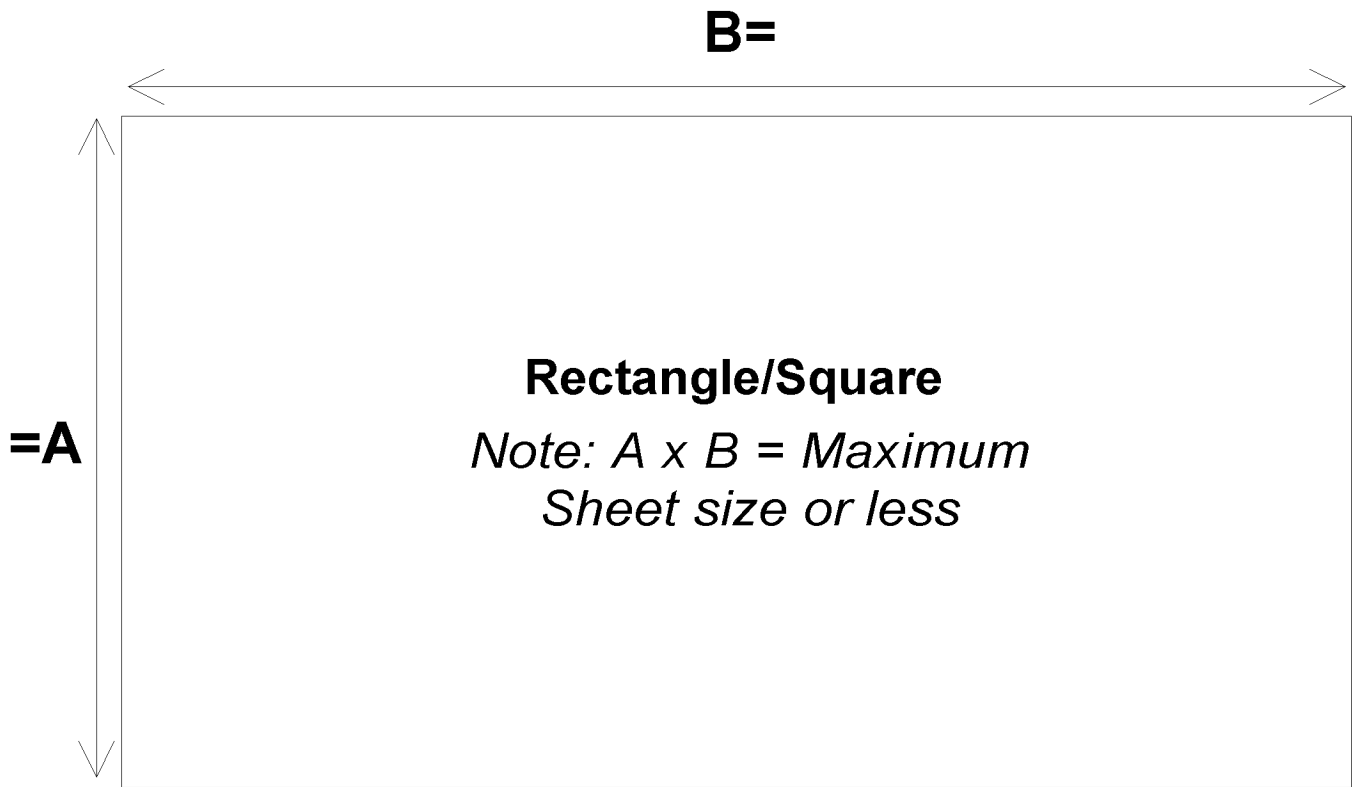 B=
Rectangle/Square
=A
Note: A x B = Maximum
Sheet size or less